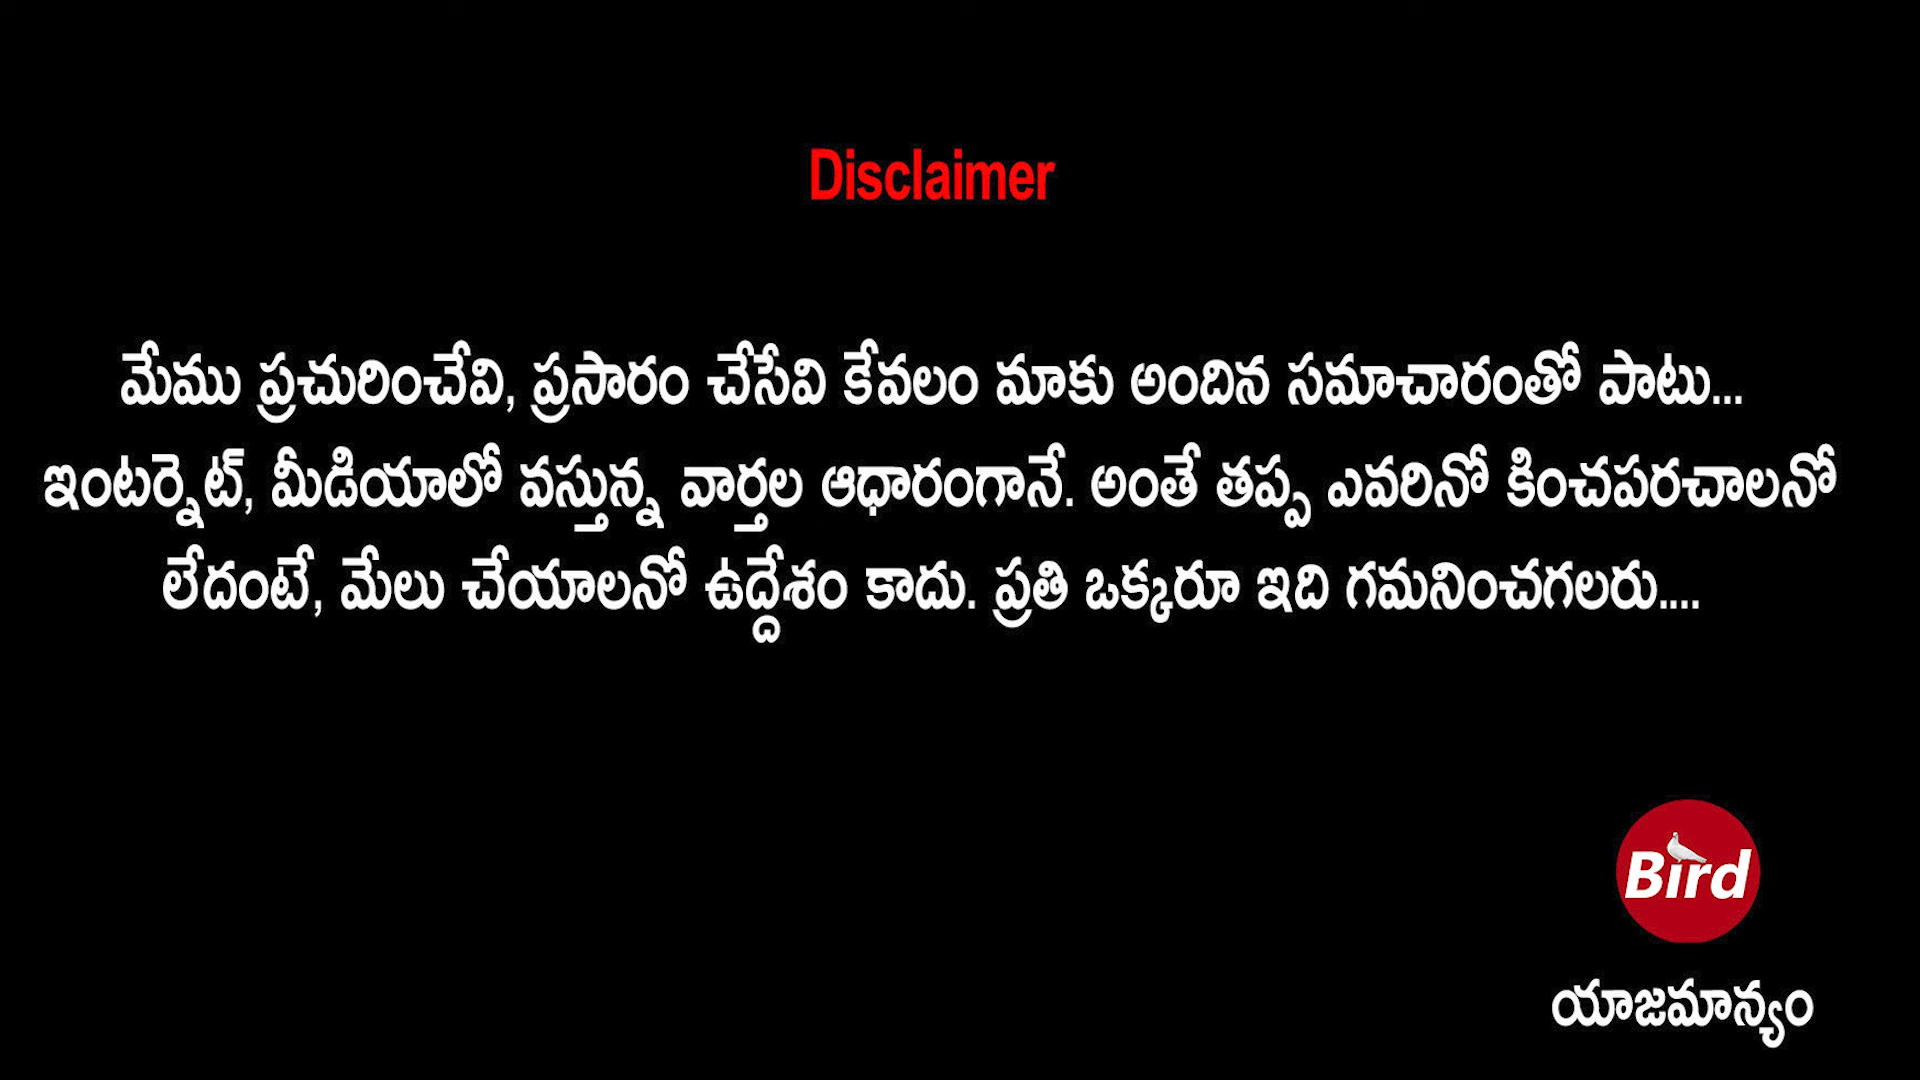 Disclaimer
మేము ప్రచురించేవి, ప్రసారం చేసేవి కేవలం మాకు అందిన సమాచారంతో పాటు...
ఇంటర్నెట్, మీడియాలో వస్తున్న వార్తల ఆధారంగానే. అంతే తప్ప ఎవరినో కించపరచాలనో
లేదంటే, మేలు చేయాలనో ఉద్దేశం కాదు. ప్రతి ఒక్కరూ ఇది గమనించగలరు....
Bird
యాజమాన్యం